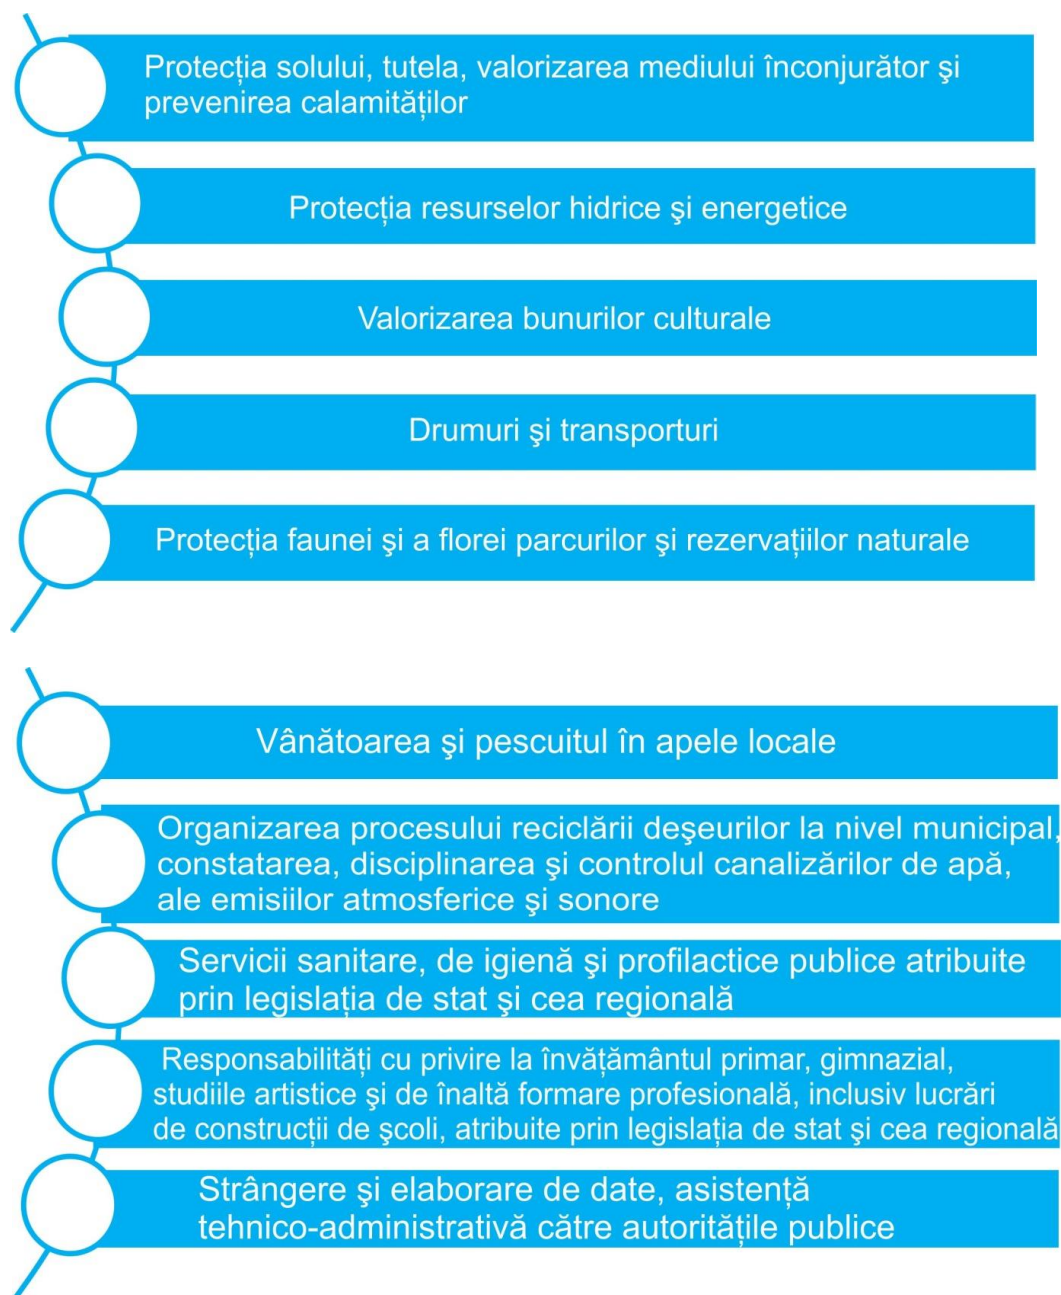 Protecția solului, tutela, valorizarea mediului înconjurător şi
prevenirea calamităților
Protecția resurselor hidrice şi energetice
Valorizarea bunurilor culturale
Drumuri şi transporturi
Protecția faunei şi a florei parcurilor şi rezervațiilor naturale
Vânătoarea şi pescuitul în apele locale
Organizarea procesului reciclării deşeurilor la nivel municipal,
constatarea, disciplinarea şi controlul canalizărilor de apă,
ale emisiilor atmosferice şi sonore
Servicii sanitare, de igienă şi profilactice publice atribuite
prin legislația de stat şi cea regională
Responsabilități cu privire la învățământul primar, gimnazial,
studiile artistice şi de înaltă formare profesională, inclusiv lucrări
de construcții de şcoli, atribuite prin legislația de stat şi cea regională
Strângere şi elaborare de date, asistență
tehnico-administrativă către autoritățile publice